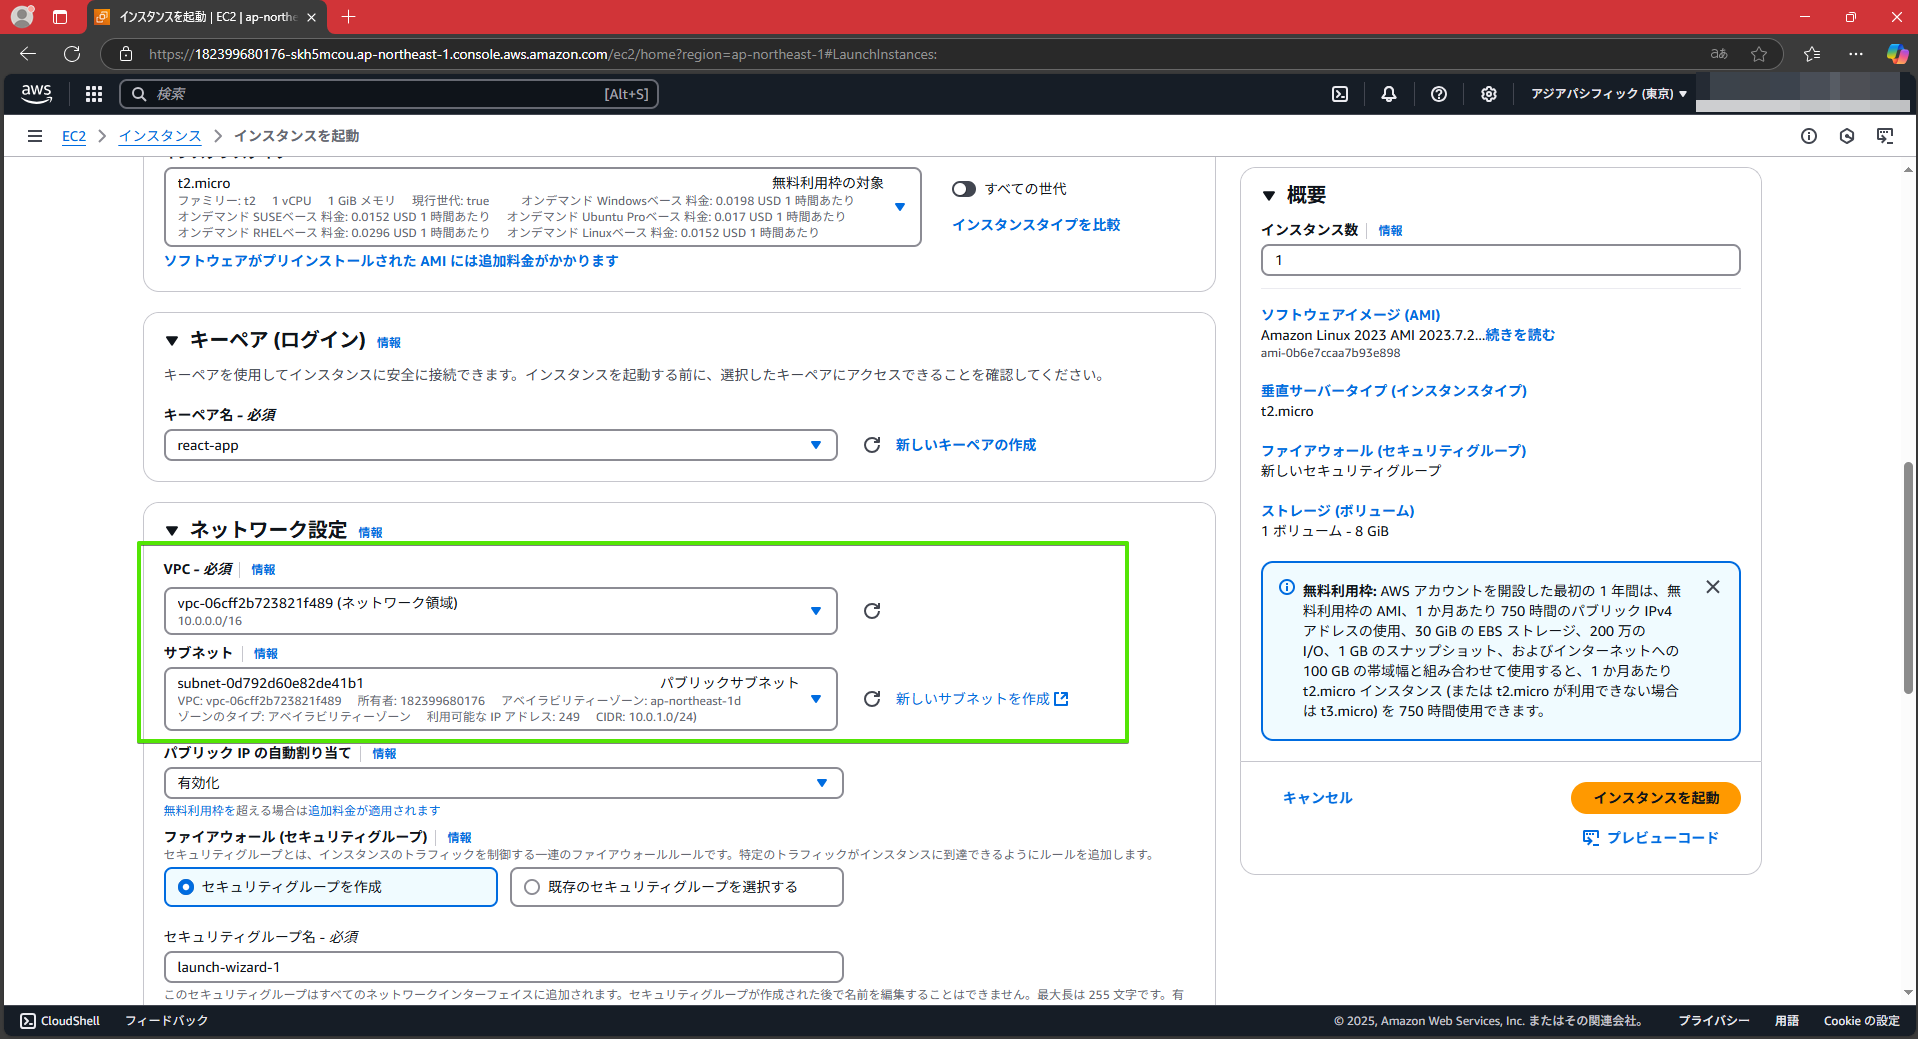 インスタンスを起動 | EC2 | ap-northe
https://182399680176-skh5mcou.ap-northeast-1.console.aws.amazon.com/ec2/home?region=ap-northeast-1#LaunchInstances:
aあ
aws
検索
[Alt+S]
アジアパシフィック (東京)
EC2
インスタンス
インスタンスを起動
t2.micro
無料利用枠の対象
ファミリー: t2 1 vCPU 1 GiB メモリ 現行世代: true オンデマンド Windowsベース 料金: 0.0198 USD 1 時間あたり
オンデマンド SUSEベース 料金: 0.0152 USD 1 時間あたり オンデマンド Ubuntu Proベース 料金: 0.017 USD 1 時間あたり
オンデマンド RHELベース 料金: 0.0296 USD 1 時間あたり オンデマンド Linuxベース 料金: 0.0152 USD 1 時間あたり
すべての世代
インスタンスタイプを比較
ソフトウェアがプリインストールされた AMI には追加料金がかかります
キーペア (ログイン) 情報
キーペアを使用してインスタンスに安全に接続できます。インスタンスを起動する前に、選択したキーペアにアクセスできることを確認してください。
キーペア名 - 必須
react-app
新しいキーペアの作成
ネットワーク設定 情報
VPC - 必須 情報
vpc-06cff2b723821f489 (ネットワーク領域)
10.0.0.0/16
サブネット 情報
subnet-0d792d60e82de41b1 パブリックサブネット
VPC: vpc-06cff2b723821f489 所有者: 182399680176 アベイラビリティーゾーン: ap-northeast-1d
ゾーンのタイプ: アベイラビリティーゾーン 利用可能な IP アドレス: 249 CIDR: 10.0.1.0/24)
新しいサブネットを作成
パブリック IP の自動割り当て 情報
有効化
無料利用枠を超える場合は追加料金が適用されます
ファイアウォール (セキュリティグループ) 情報
セキュリティグループとは、インスタンスのトラフィックを制御する一連のファイアウォールルールです。特定のトラフィックがインスタンスに到達できるようにルールを追加します。
セキュリティグループを作成
既存のセキュリティグループを選択する
セキュリティグループ名 - 必須
launch-wizard-1
このセキュリティグループはすべてのネットワークインターフェイスに追加されます。セキュリティグループが作成された後で名前を編集することはできません。最大長は 255 文字です。有
概要
インスタンス数 情報
1
ソフトウェアイメージ (AMI)
Amazon Linux 2023 AMI 2023.7.2...続きを読む
ami-0b6e7ccaa7b93e898
垂直サーバータイプ (インスタンスタイプ)
t2.micro
ファイアウォール (セキュリティグループ)
新しいセキュリティグループ
ストレージ (ボリューム)
1 ボリューム - 8 GiB
無料利用枠: AWS アカウントを開設した最初の 1 年間は、無
料利用枠の AMI、1 か月あたり 750 時間のパブリック IPv4
アドレスの使用、30 GiB の EBS ストレージ、200 万の
I/O、1 GB のスナップショット、およびインターネットへの
100 GB の帯域幅と組み合わせて使用すると、1 か月あたり
t2.micro インスタンス (または t2.micro が利用できない場合
は t3.micro) を 750 時間使用できます。
キャンセル
インスタンスを起動
プレビューコード
CloudShell
フィードバック
© 2025, Amazon Web Services, Inc. またはその関連会社。
プライバシー
用語
Cookie の設定